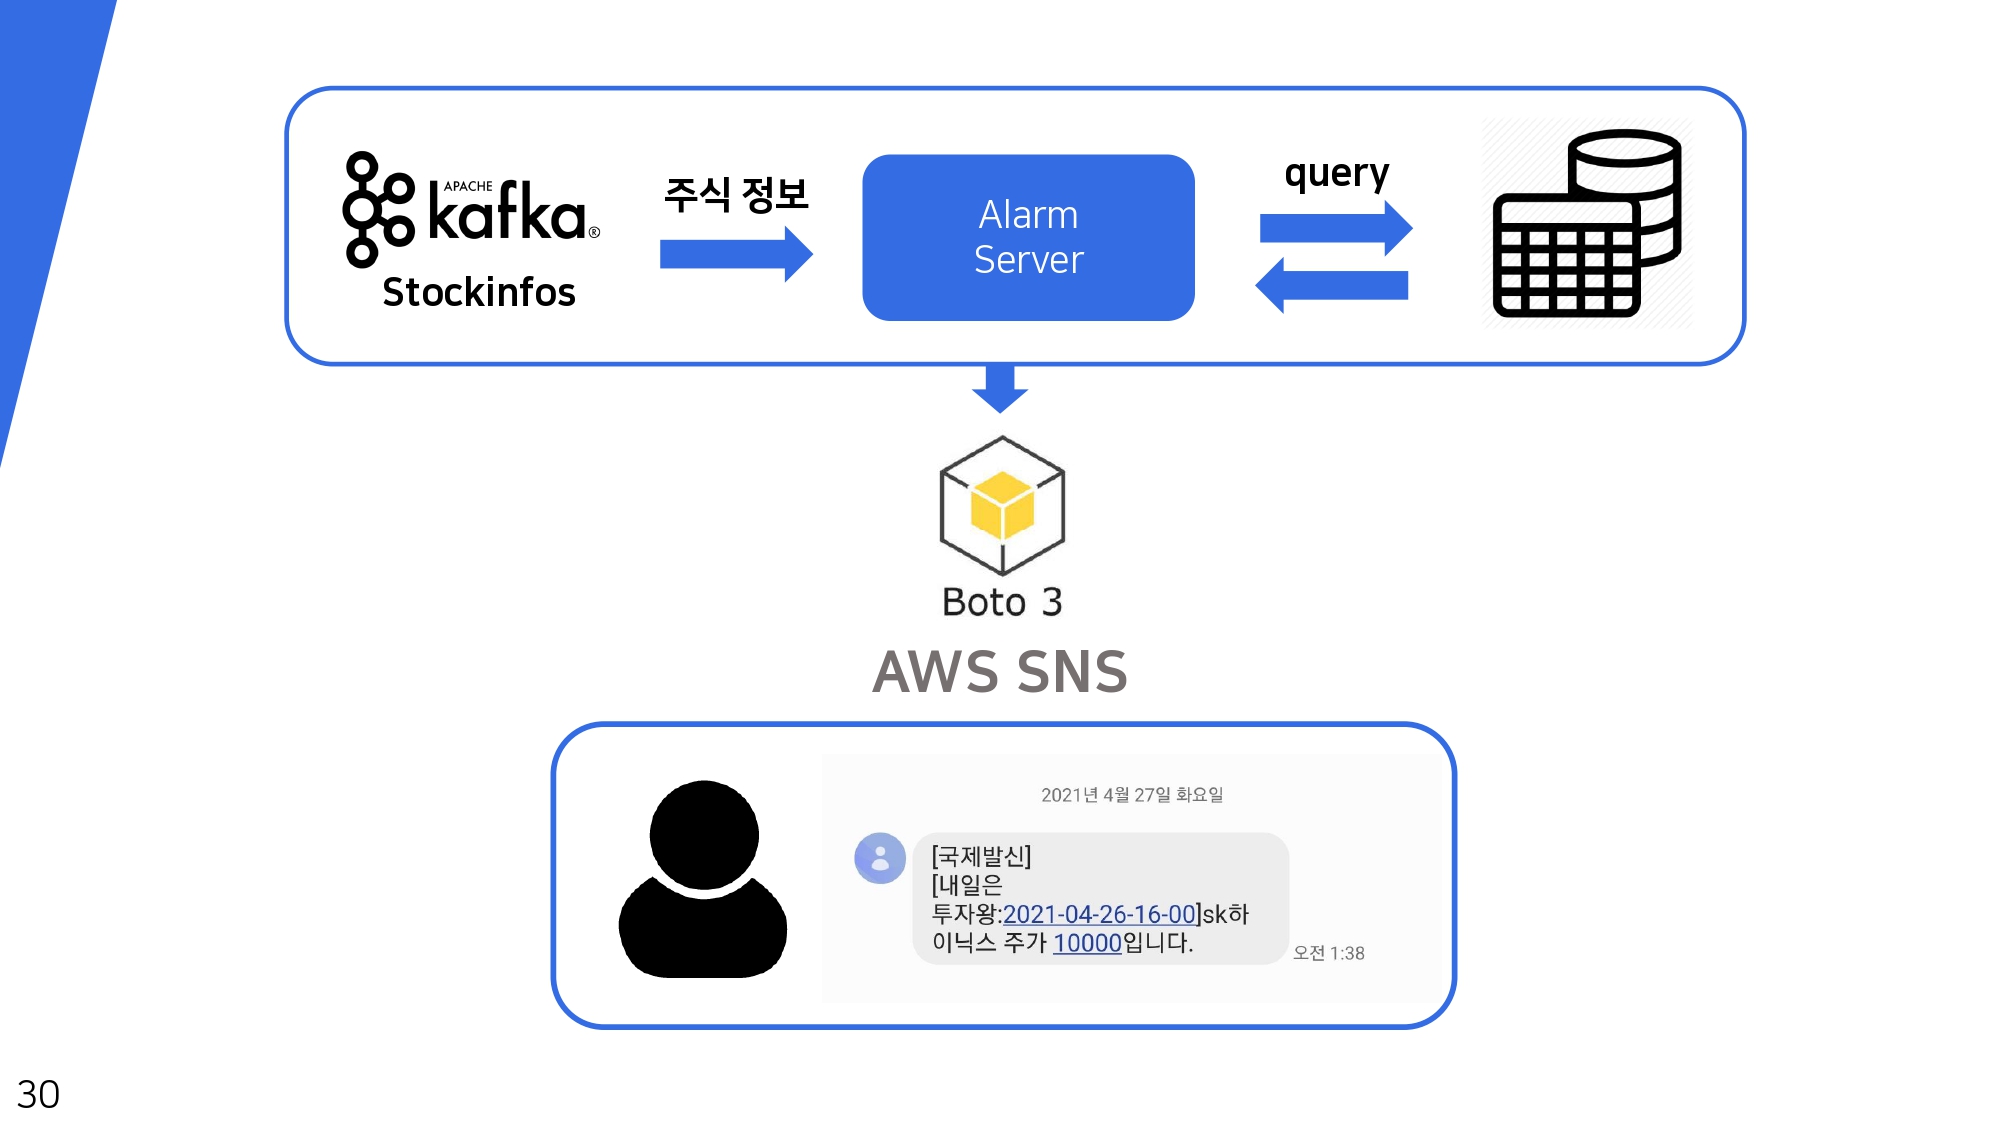 APACHE
kafka®
Stockinfos
주식 정보
Alarm
Server
query
Boto 3
AWS SNS
2021년 4월 27일 화요일
[국제발신]
[내일은
투자왕:2021-04-26-16-00]sk하
이닉스 주가 10000입니다.
오전 1:38
30